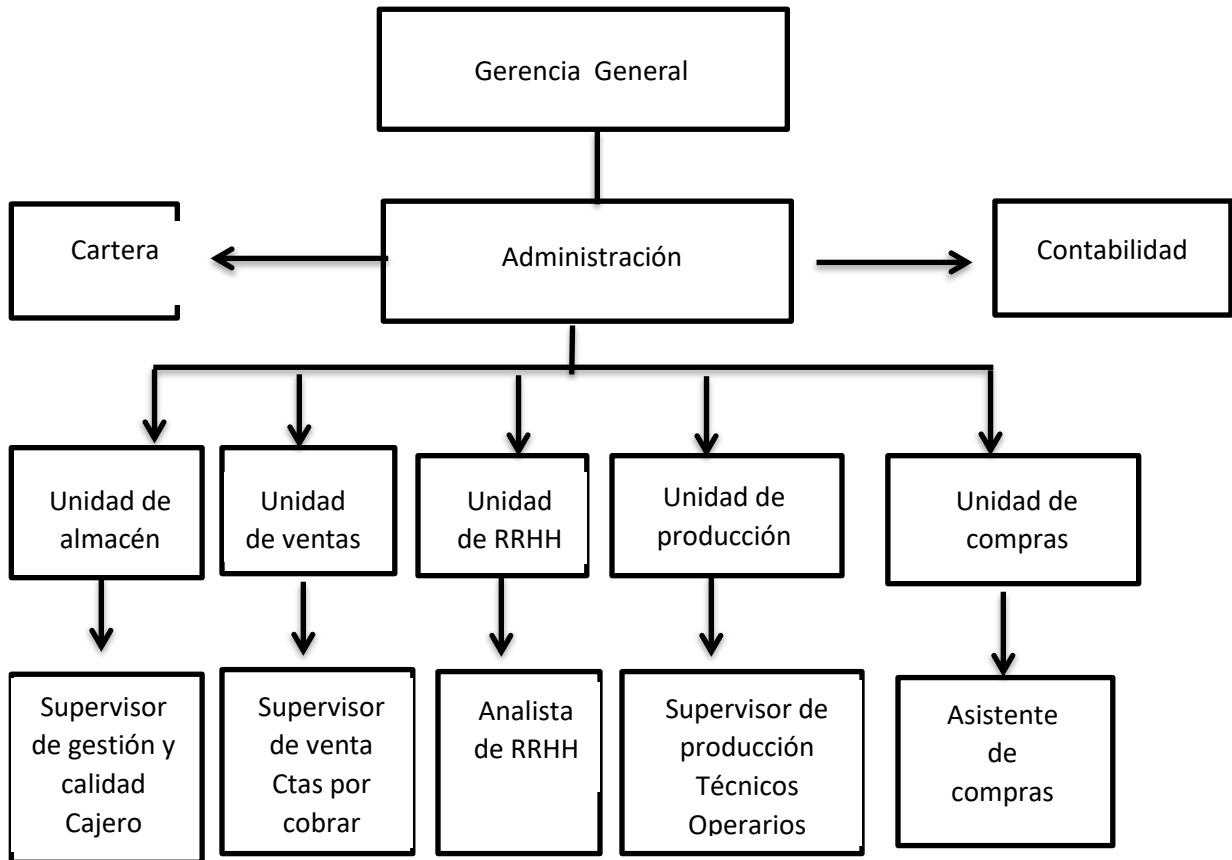 Gerencia General
Cartera
Administración
Contabilidad
Unidad de
almacén
Unidad
de ventas
Unidad
de RRHH
Unidad de
producción
Unidad de
compras
Supervisor
de gestión y
calidad
Cajero
Supervisor
de venta
Ctas por
cobrar
Analista
de RRHH
Supervisor de
producción
Técnicos
Operarios
Asistente
de
compras